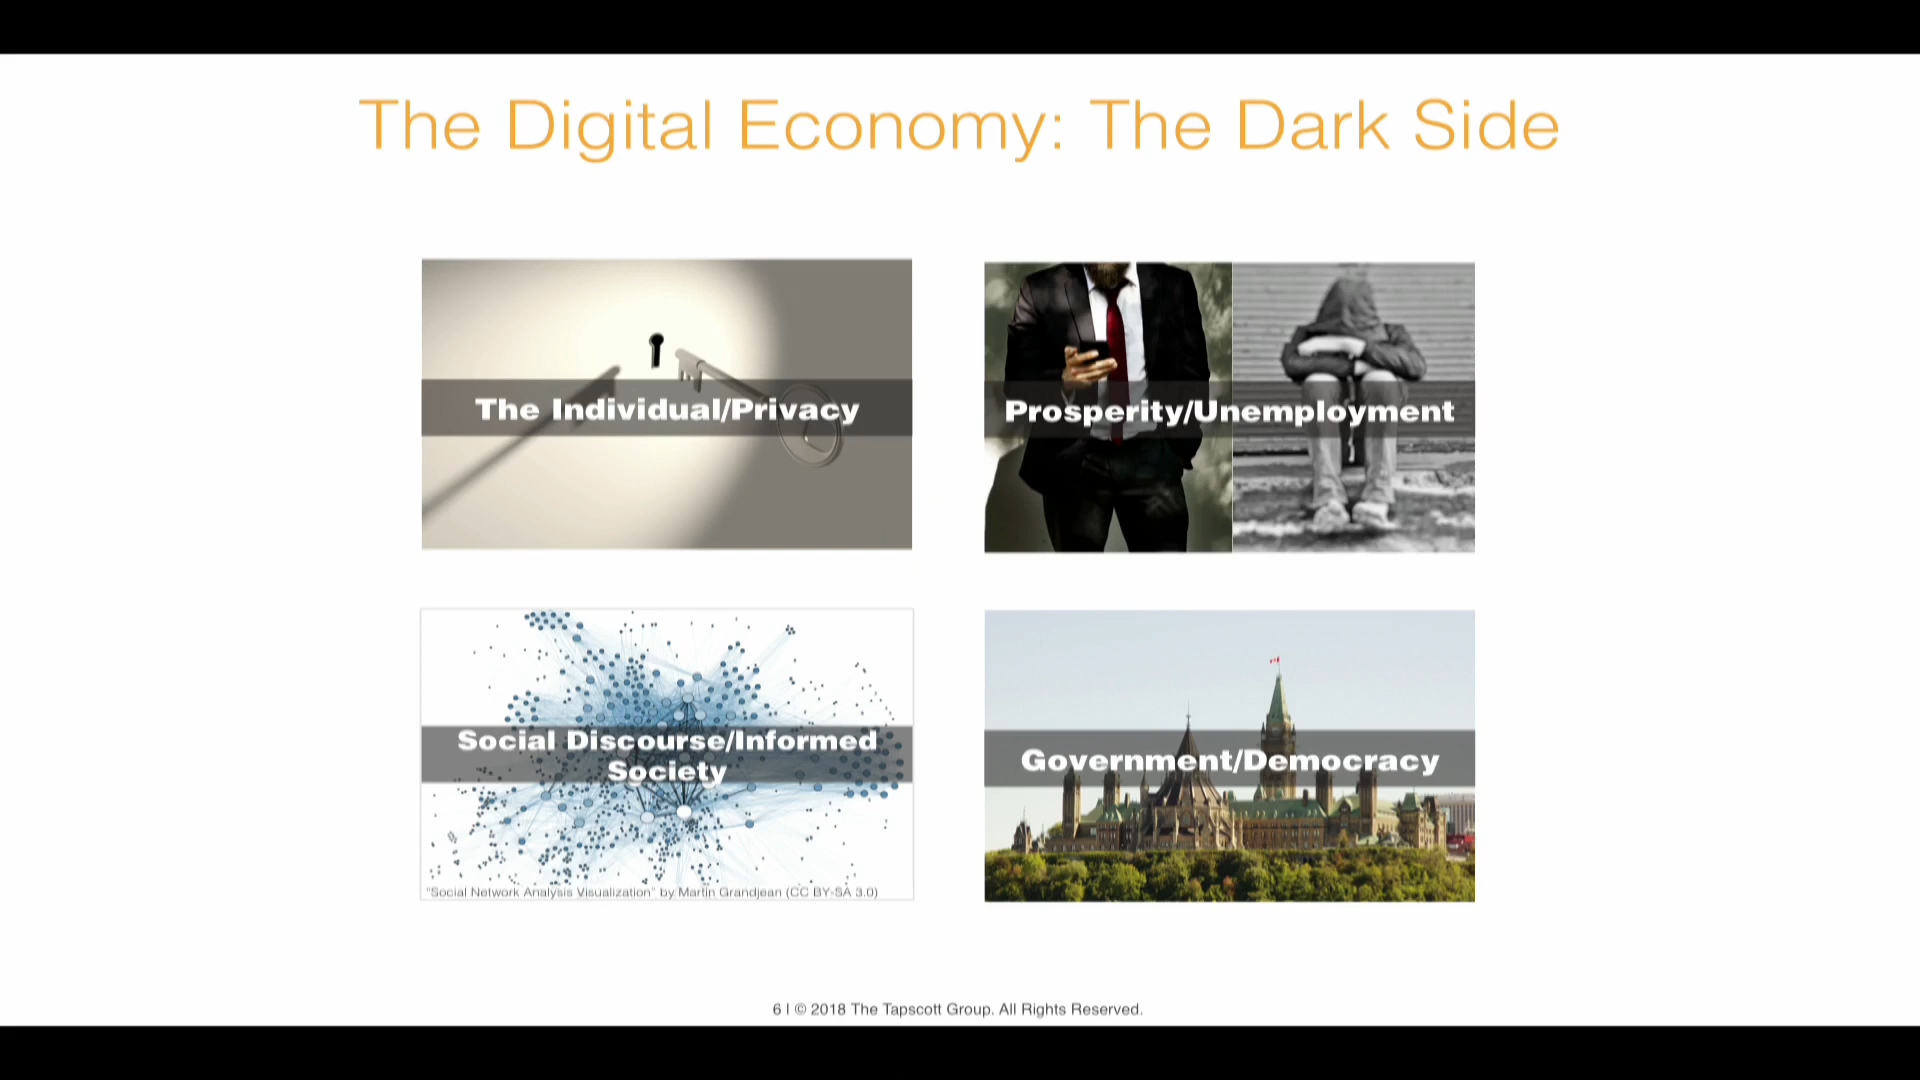 The Digital Economy: The Dark Side
The Individual/Privacy
Prosperity/Unemployment
Social Discourse/Informed
Society
"Social Network Analysis Visualization" by Martin Grandjean (CC BY-SA 3.0)
Government/Democracy
6 | © 2018 The Tapscott Group. All Rights Reserved.